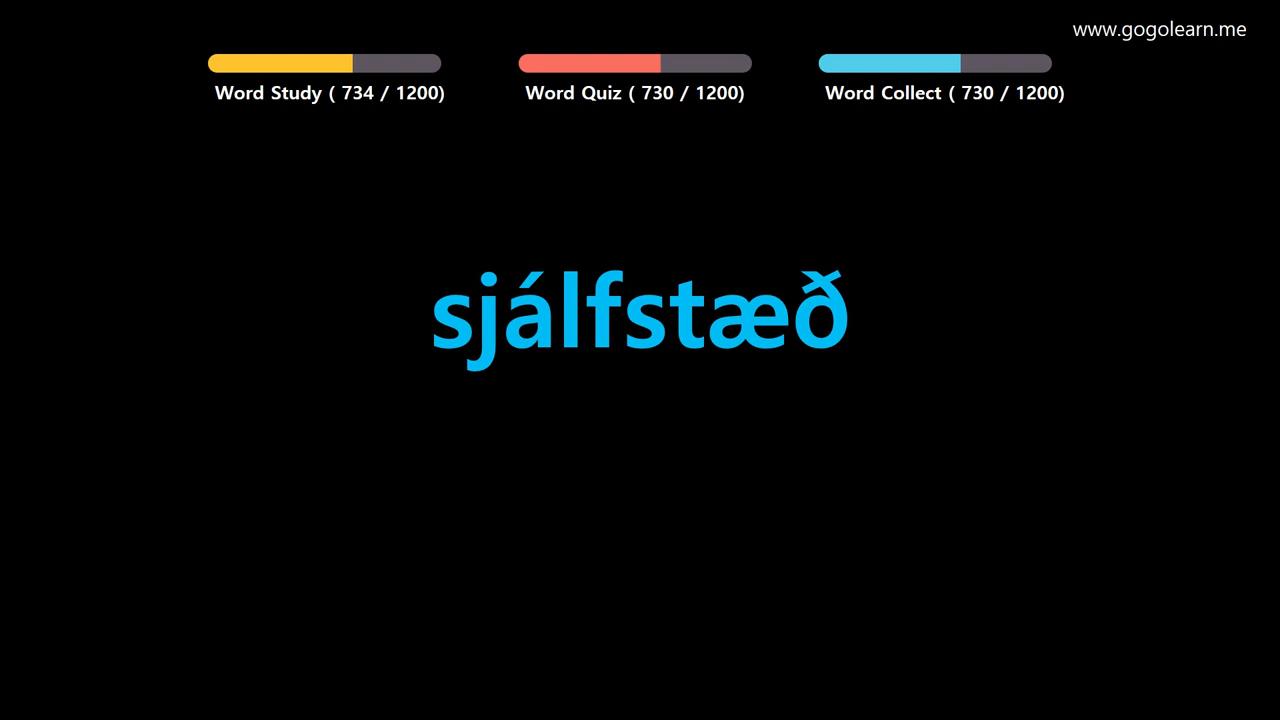 www.gogolearn.me
Word Study ( 734 / 1200)
Word Quiz ( 730 / 1200)
Word Collect ( 730 / 1200)
sjálfstæð